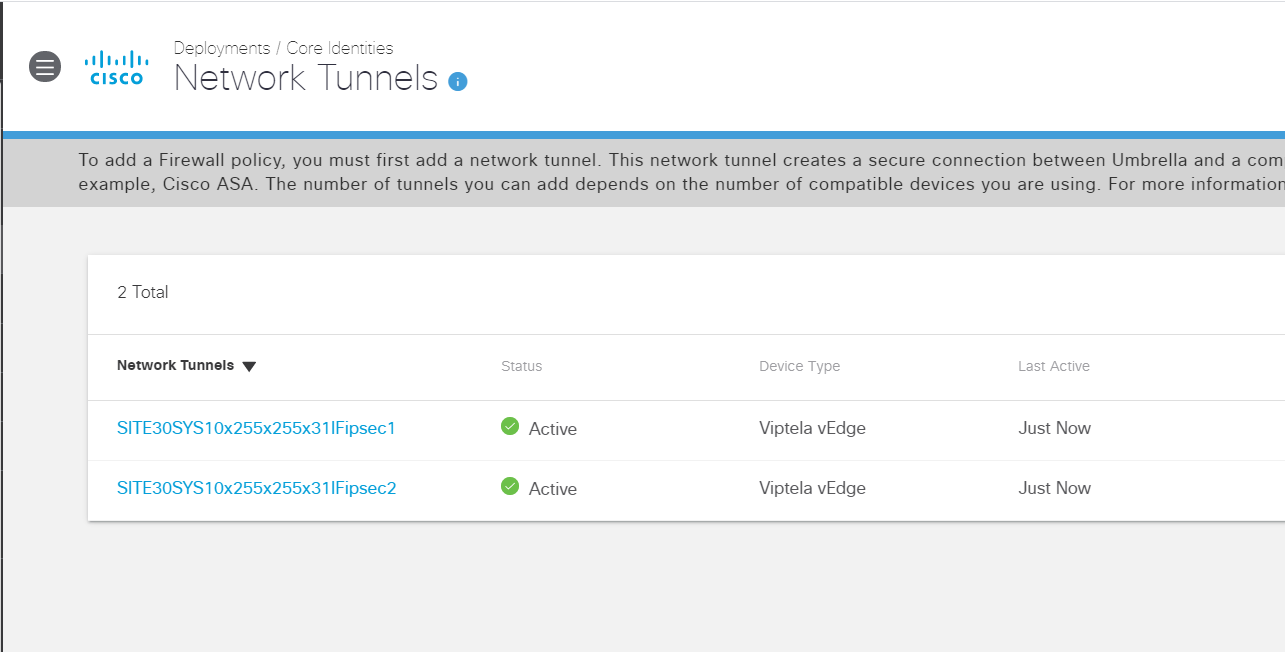 Deployments / Core Identities
CISCO
Network Tunnels
To add a Firewall policy, you must first add a network tunnel. This network tunnel creates a secure connection between Umbrella and a com
example, Cisco ASA. The number of tunnels you can add depends on the number of compatible devices you are using. For more information
2 Total
Network Tunnels Status Device Type Last Active
SITE30SYS10x255x255x31IFipsec1 Active Viptela vEdge Just Now
SITE30SYS10x255x255x31IFipsec2 Active Viptela vEdge Just Now